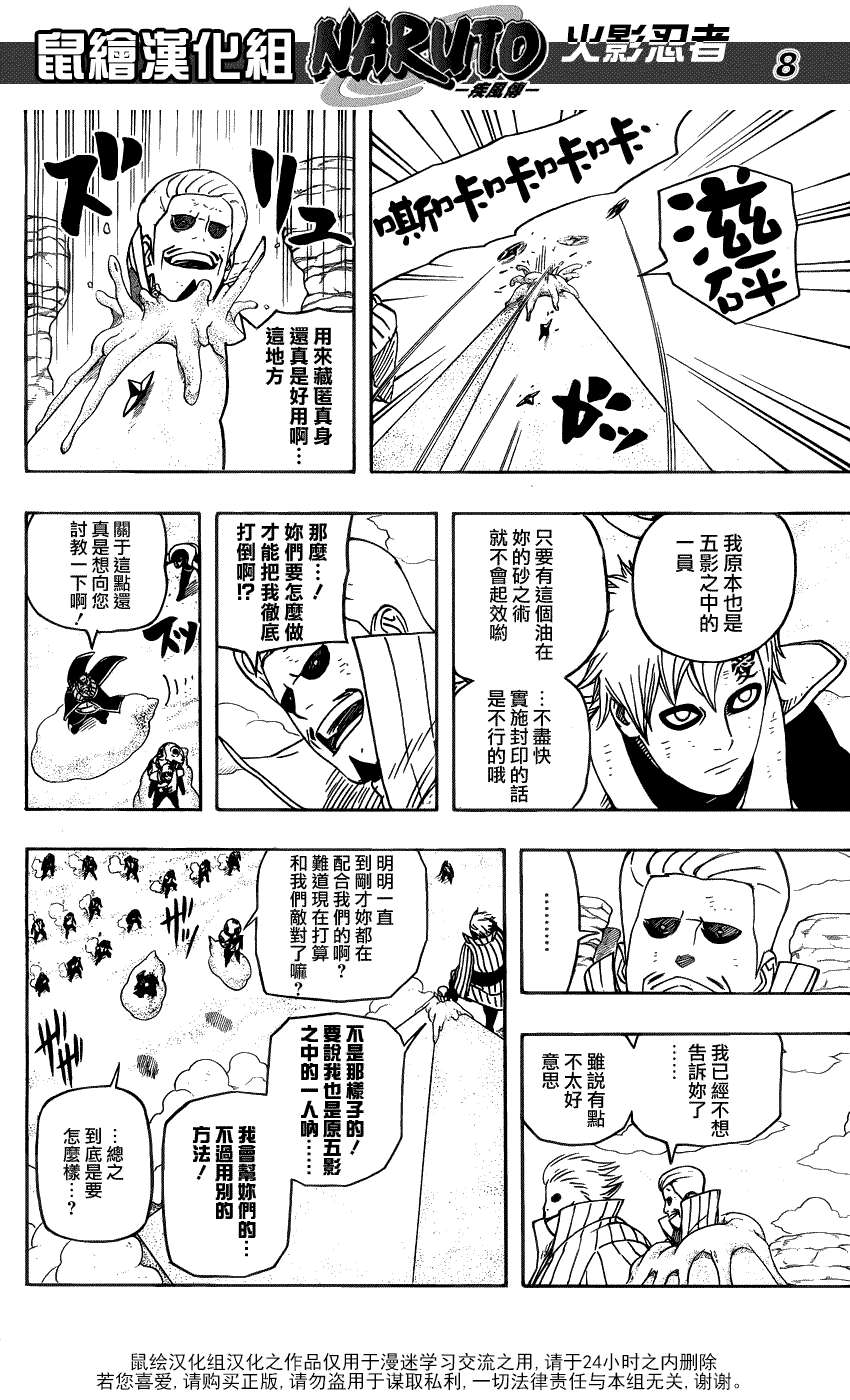 鼠繪漢化組
NARUTO
疾風傳
火影忍者
8
滋
砰
嘶咔咔咔咔
ガッ
リュ
ズ
用來藏匿真身
還真是好用啊…
這地方
我原本也是
五影之中的
一員
只要有這個油在
妳的砂之術
就不會起效喲
…不盡快
實施封印的話
是不行的哦
那麼…!
妳們要怎麼做
才能把我徹底
打倒啊!?
關于這點還
真是想向您
討教一下啊!
ズズ
………
我已經不想
告訴妳了
……
雖說有點
不太好
意思
明明一直
到剛才妳都在
配合我們的啊?
難道現在打算
和我們敵對了嘛?
不是那樣子的!
要說我也是原五影
之中的一人吶……
我會幫妳們的…
不過用別的
方法!
…總之
到底是要
怎麼樣…?
愛
鼠绘汉化组汉化之作品仅用于漫迷学习交流之用,请于24小时之内删除
若您喜爱,请购买正版,请勿盗用于谋取私利,一切法律责任与本组无关,谢谢。